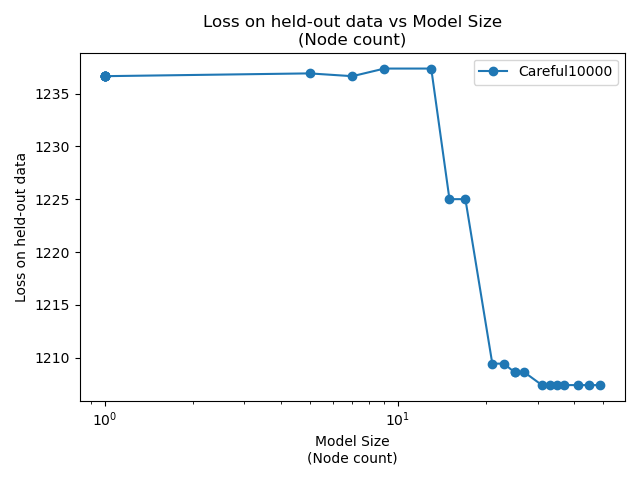 Loss on held-out data vs Model Size
(Node count)
Careful10000
Loss on held-out data
1235
1230
1225
1220
1215
1210
10⁰
10¹
Model Size
(Node count)